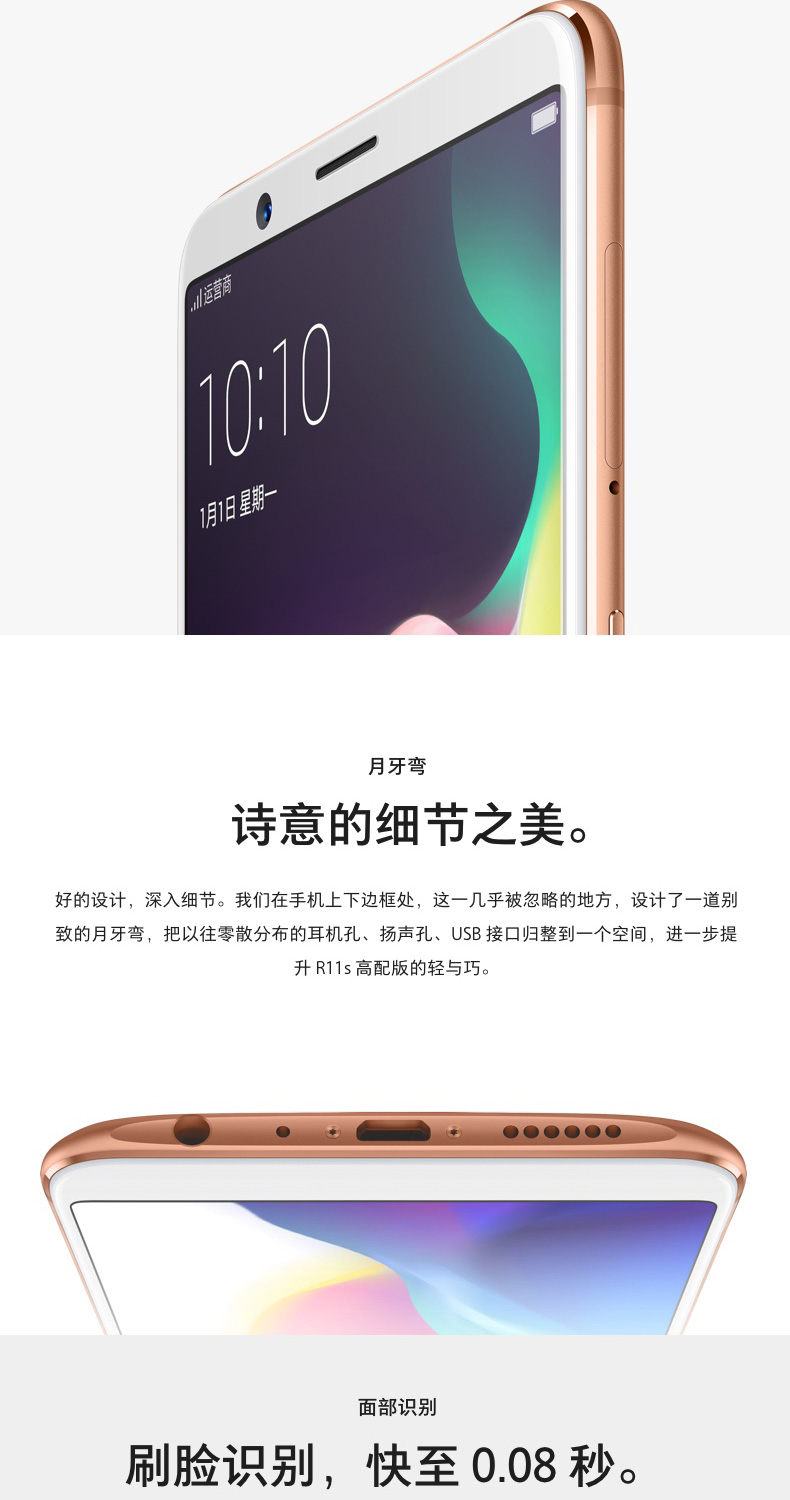 运营商
10:10
1月1日 星期一
月牙弯
诗意的细节之美。
好的设计，深入细节。我们在手机上下边框处，这一几乎被忽略的地方，设计了一道别
致的月牙弯，把以往零散分布的耳机孔、扬声孔、USB 接口归整到一个空间，进一步提
升 R11s 高配版的轻与巧。
面部识别
刷脸识别，快至 0.08 秒。